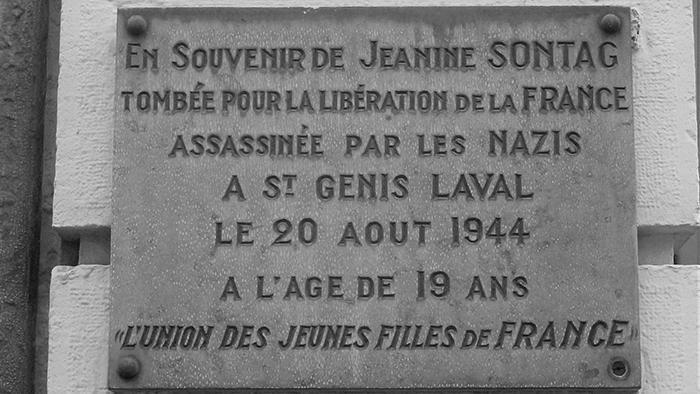 EN SOUVENIR DE JEANINE SONTAG
TOMBÉE POUR LA LIBÉRATION DE LA FRANCE
ASSASSINÉE PAR LES NAZIS
A ST GENIS LAVAL
LE 20 AOUT 1944
A L'AGE DE 19 ANS
"L'UNION DES JEUNES FILLES DE FRANCE"